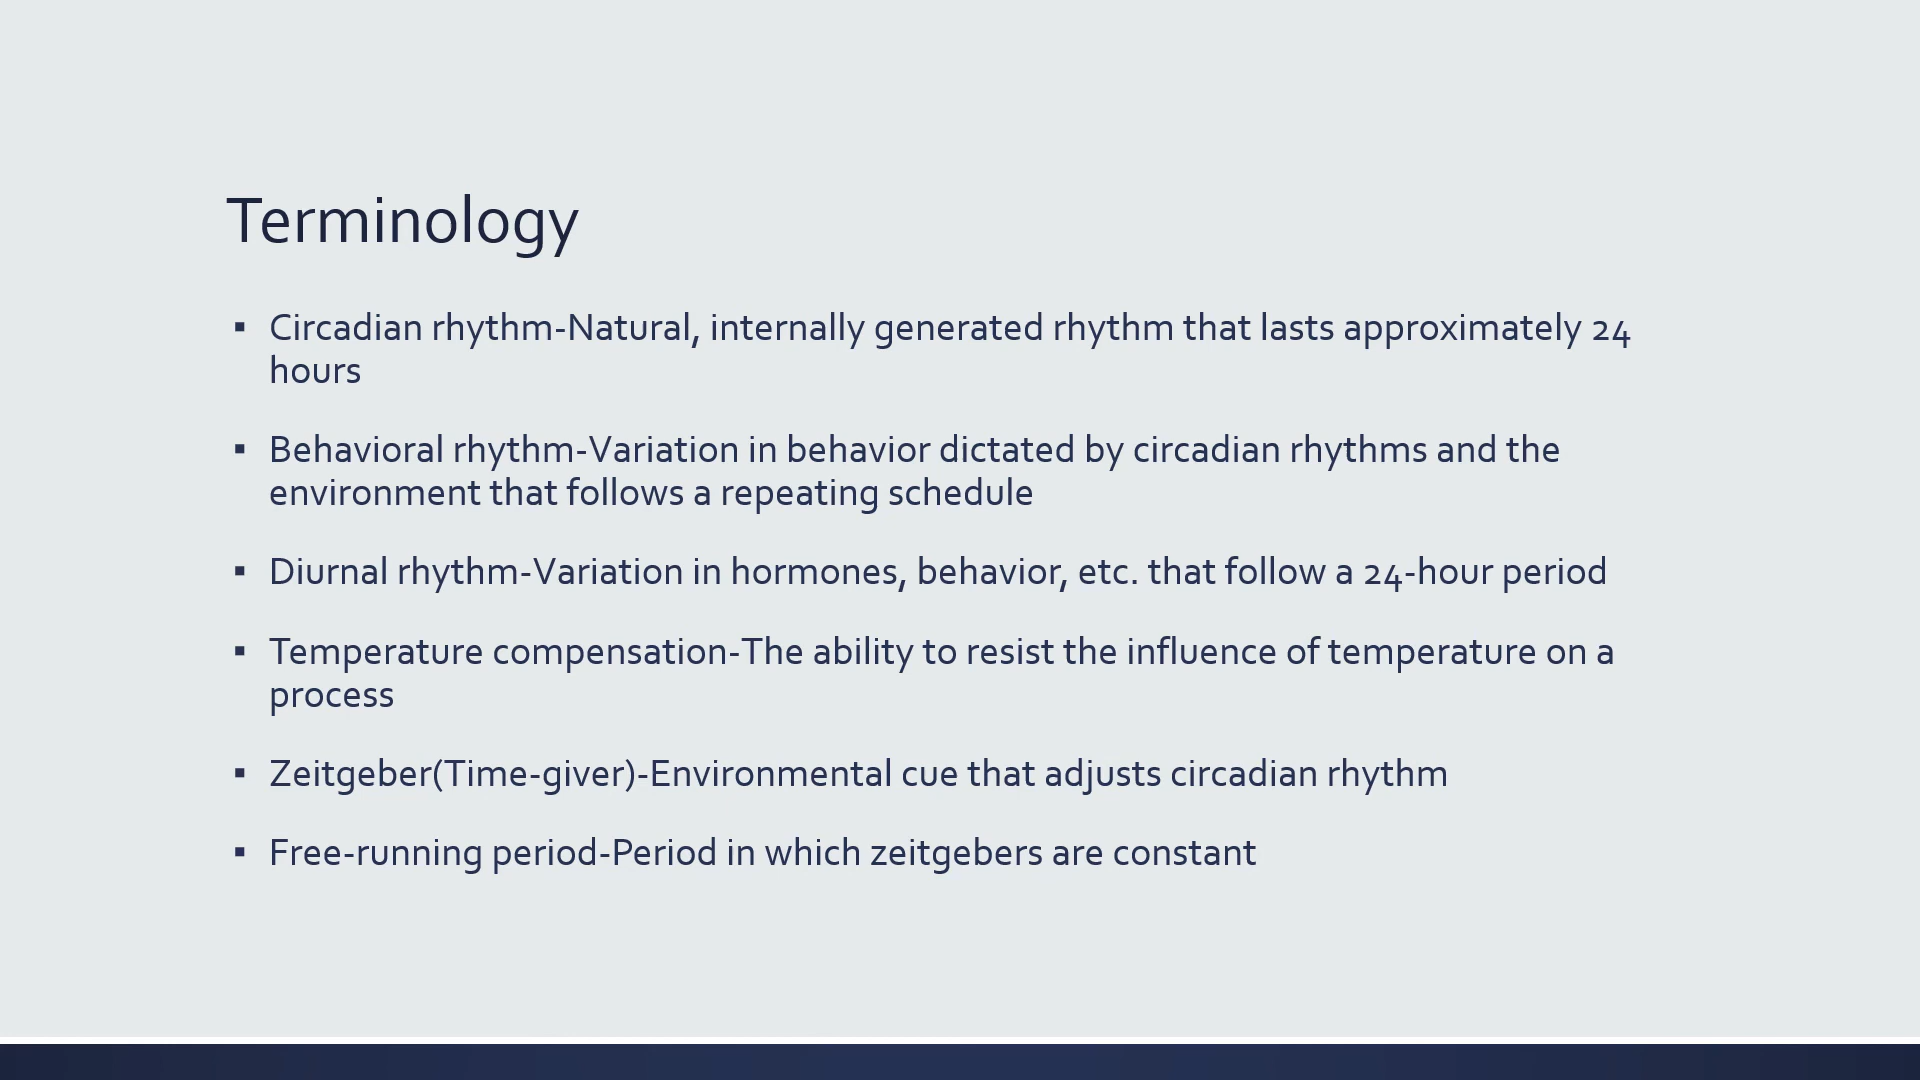 Terminology
▪ Circadian rhythm-Natural, internally generated rhythm that lasts approximately 24
hours
▪ Behavioral rhythm-Variation in behavior dictated by circadian rhythms and the
environment that follows a repeating schedule
▪ Diurnal rhythm-Variation in hormones, behavior, etc. that follow a 24-hour period
▪ Temperature compensation-The ability to resist the influence of temperature on a
process
▪ Zeitgeber(Time-giver)-Environmental cue that adjusts circadian rhythm
▪ Free-running period-Period in which zeitgebers are constant